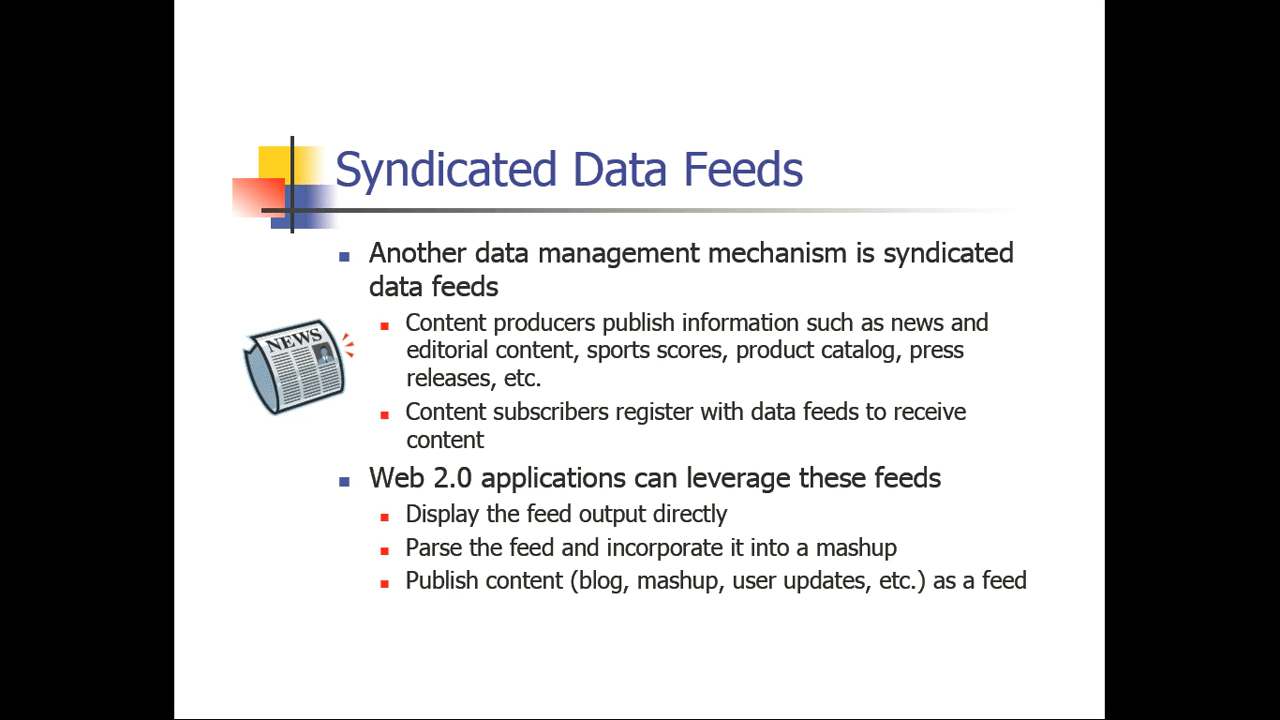 Syndicated Data Feeds
Another data management mechanism is syndicated
data feeds
Content producers publish information such as news and
editorial content, sports scores, product catalog, press
releases, etc.
NEWS
Content subscribers register with data feeds to receive
content
Web 2.0 applications can leverage these feeds
Display the feed output directly
Parse the feed and incorporate it into a mashup
Publish content (blog, mashup, user updates, etc.) as a feed